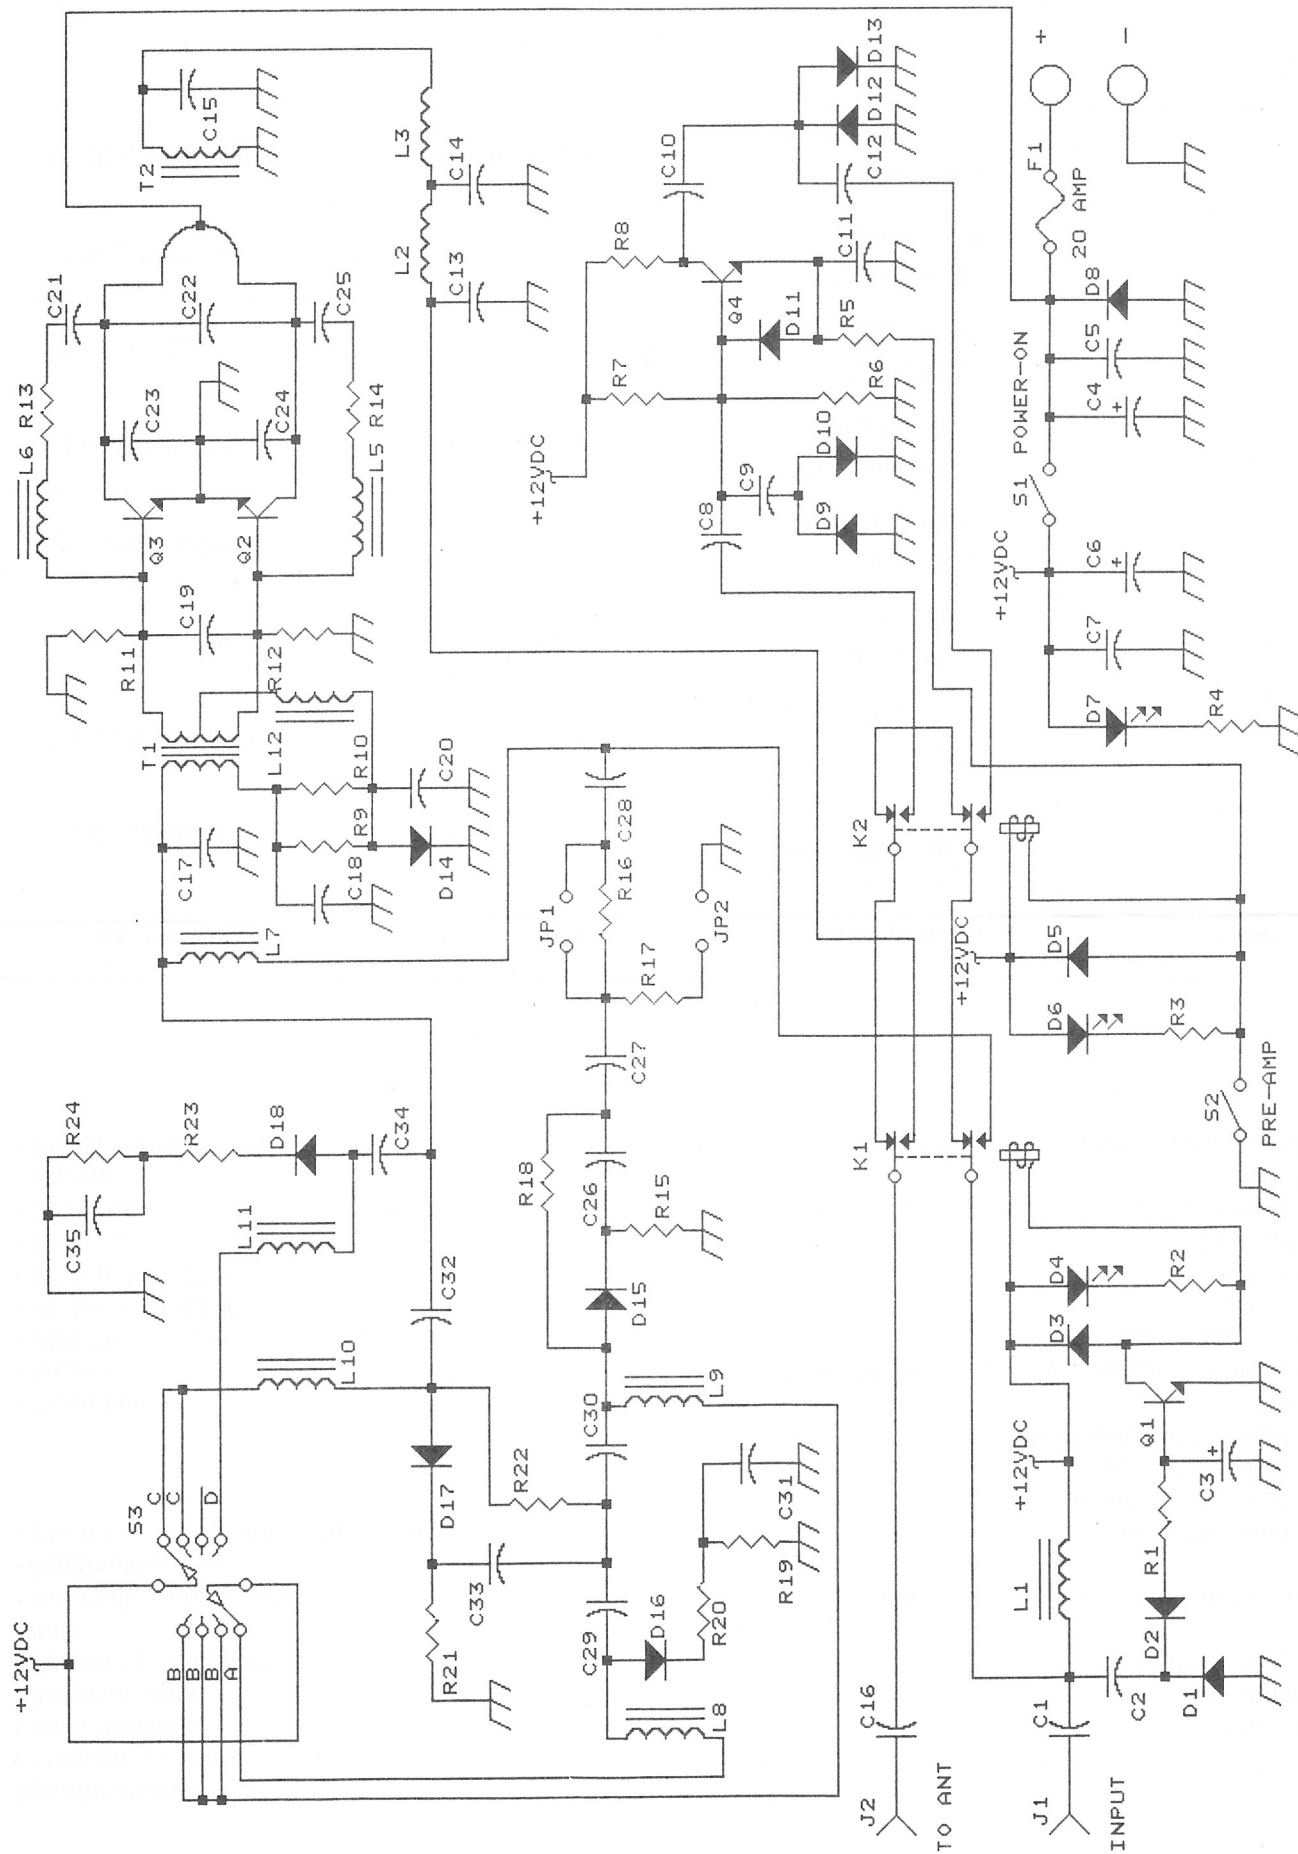 +12VDC
L6
R13
C21
C35
R24
S3
R11
C23
T1
Q3
T2
C
C
D
B
B
B
A
R23
C17
C19
C22
C15
L11
Q2
D18
L7
R12
C24
L12
C25
L10
C18
R9
R10
L5
R14
C34
L2
L3
D17
R21
C32
D14
C20
C13
C14
C33
R22
R18
+12VDC
JP1
C29
C30
C26
R16
C28
R7
R8
D15
C27
R17
D16
R15
C10
C8
L8
L9
R20
JP2
Q4
C9
R19
C31
D11
D9
D10
R5
C11
R6
C12
D12
D13
J2
C16
K1
K2
TO ANT
+12VDC
+12VDC
L1
+12VDC
S1
POWER-ON
F1
+
J1
C1
D3
D4
D6
D5
20 AMP
D7
C7
C6
+
C4
+
C5
D8
INPUT
−
C2
D2
R1
Q1
R2
R3
D1
C3
+
S2
R4
PRE-AMP